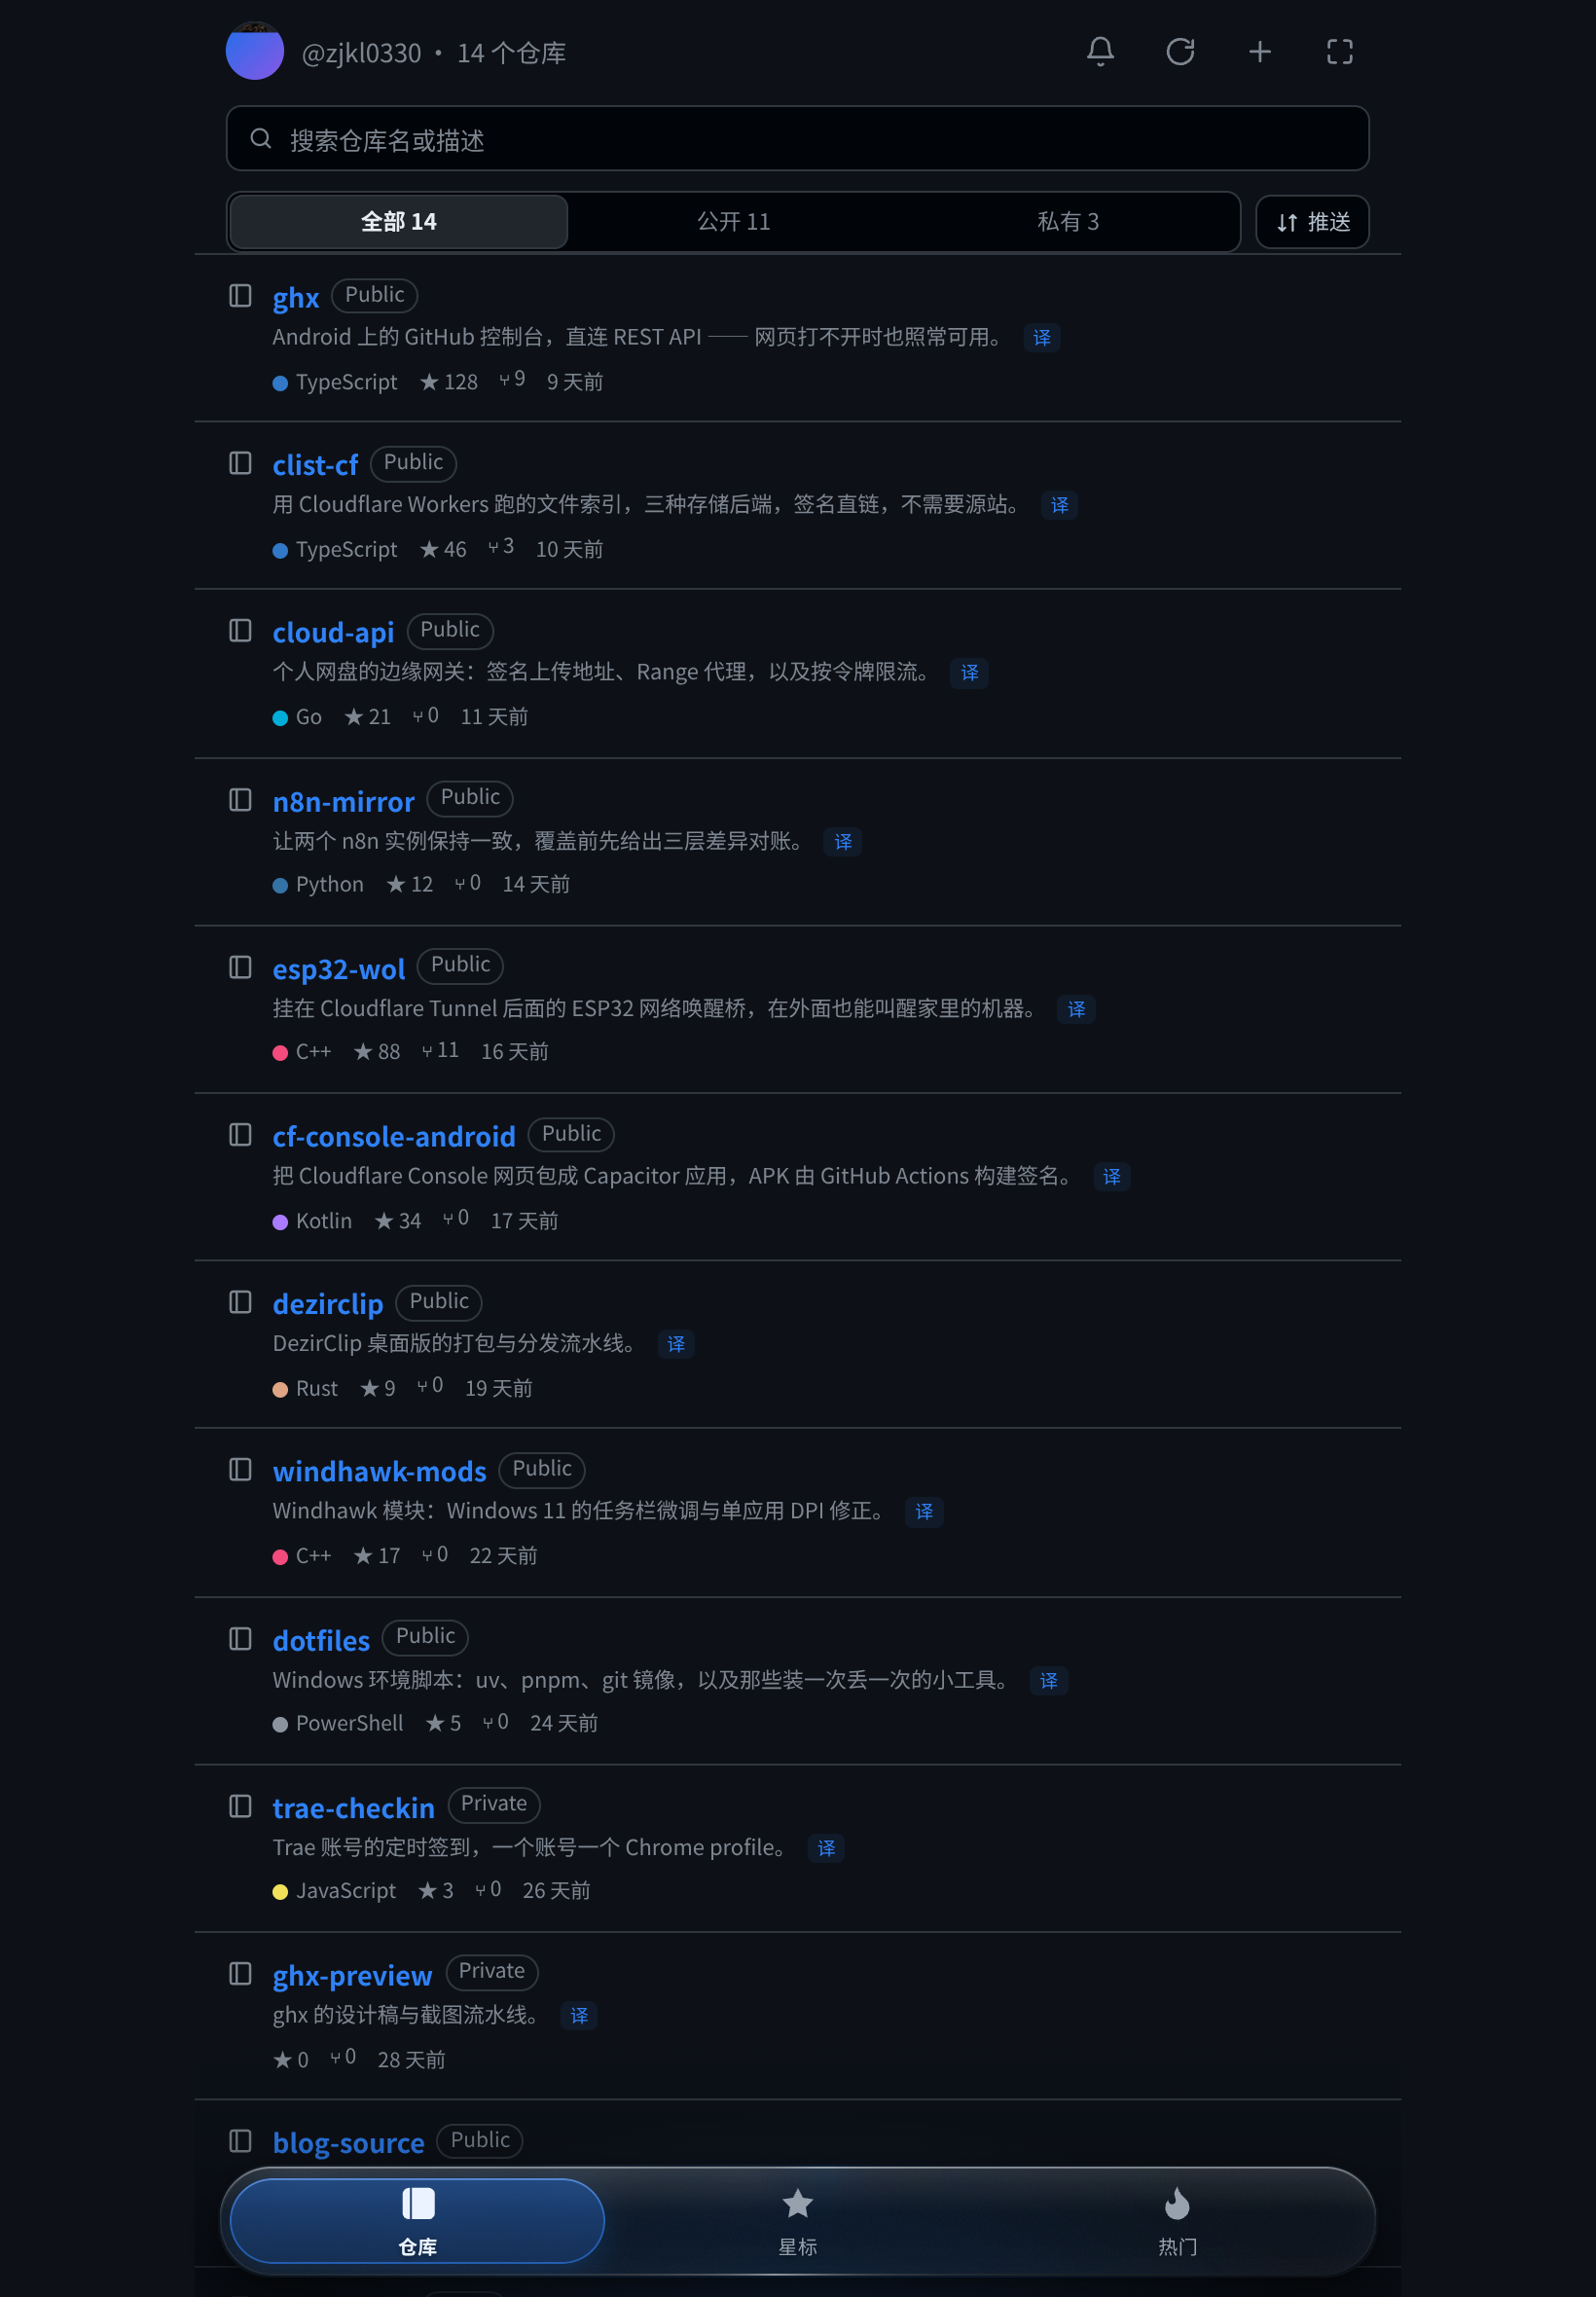 @zjkl0330 • 14 个仓库
搜索仓库名或描述
全部 14 公开 11 私有 3 推送
ghx Public
Android 上的 GitHub 控制台，直连 REST API —— 网页打不开时也照常可用。 译
TypeScript ★ 128 9 9 天前
clist-cf Public
用 Cloudflare Workers 跑的文件索引，三种存储后端，签名直链，不需要源站。 译
TypeScript ★ 46 3 10 天前
cloud-api Public
个人网盘的边缘网关：签名上传地址、Range 代理，以及按令牌限流。 译
Go ★ 21 0 11 天前
n8n-mirror Public
让两个 n8n 实例保持一致，覆盖前先给出三层差异对账。 译
Python ★ 12 0 14 天前
esp32-wol Public
挂在 Cloudflare Tunnel 后面的 ESP32 网络唤醒桥，在外面也能叫醒家里的机器。 译
C++ ★ 88 11 16 天前
cf-console-android Public
把 Cloudflare Console 网页包成 Capacitor 应用，APK 由 GitHub Actions 构建签名。 译
Kotlin ★ 34 0 17 天前
dezirclip Public
DezirClip 桌面版的打包与分发流水线。 译
Rust ★ 9 0 19 天前
windhawk-mods Public
Windhawk 模块：Windows 11 的任务栏微调与单应用 DPI 修正。 译
C++ ★ 17 0 22 天前
dotfiles Public
Windows 环境脚本：uv、pnpm、git 镜像，以及那些装一次丢一次的小工具。 译
PowerShell ★ 5 0 24 天前
trae-checkin Private
Trae 账号的定时签到，一个账号一个 Chrome profile。 译
JavaScript ★ 3 0 26 天前
ghx-preview Private
ghx 的设计稿与截图流水线。 译
★ 0 0 28 天前
blog-source Public
仓库 星标 热门